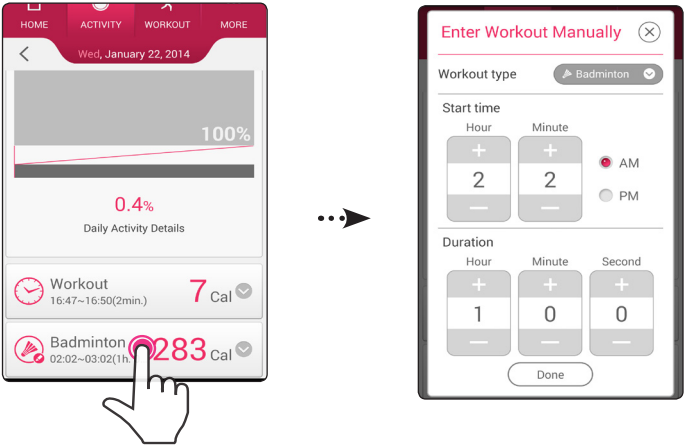 HOME ACTIVITY WORKOUT MORE
Wed, January 22, 2014
100%
0.4%
Daily Activity Details
Workout
16:47~16:50(2min.)
7 Cal
Badminton
02:02~03:02(1h.
283 Cal
Enter Workout Manually
Workout type
Badminton
Start time
Hour Minute
+ +
2 2
AM
PM
Duration
Hour Minute Second
+ + +
1 0 0
Done